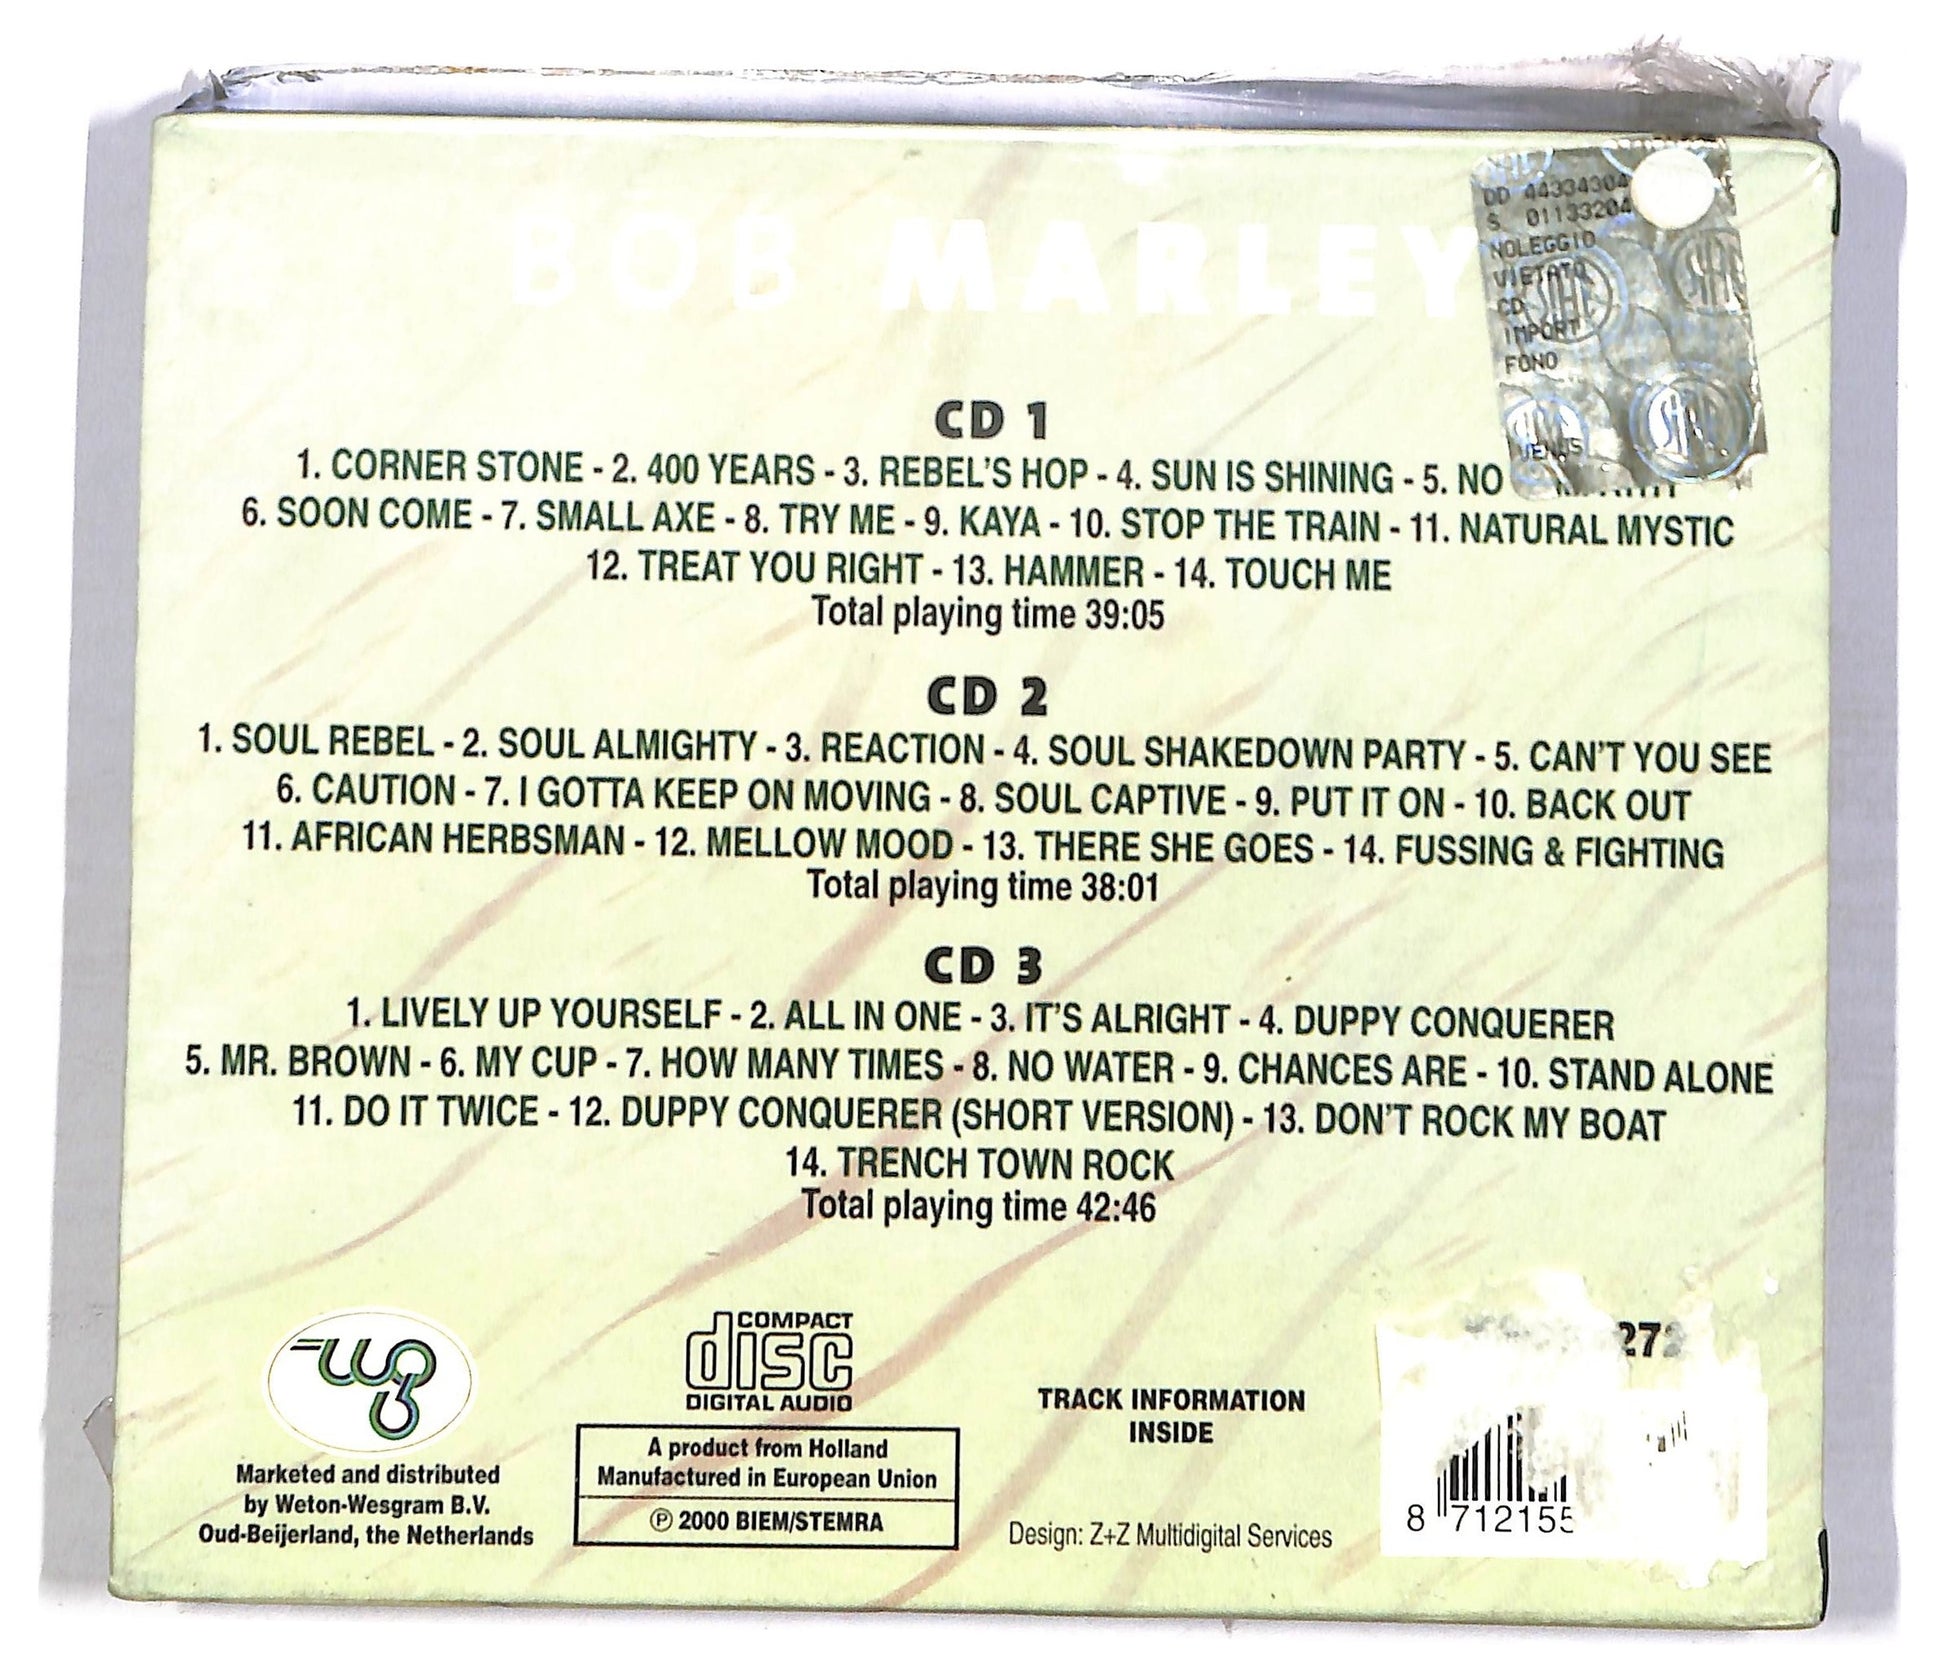 BOB MARLEY
DD 44334304
S 01133204
NOLEGGIO
VIETATO
CD
IMPORT
FONO
SIAE
VENUS
CD 1
1. CORNER STONE - 2. 400 YEARS - 3. REBEL'S HOP - 4. SUN IS SHINING - 5. NO
6. SOON COME - 7. SMALL AXE - 8. TRY ME - 9. KAYA - 10. STOP THE TRAIN - 11. NATURAL MYSTIC
12. TREAT YOU RIGHT - 13. HAMMER - 14. TOUCH ME
Total playing time 39:05
CD 2
1. SOUL REBEL - 2. SOUL ALMIGHTY - 3. REACTION - 4. SOUL SHAKEDOWN PARTY - 5. CAN'T YOU SEE
6. CAUTION - 7. I GOTTA KEEP ON MOVING - 8. SOUL CAPTIVE - 9. PUT IT ON - 10. BACK OUT
11. AFRICAN HERBSMAN - 12. MELLOW MOOD - 13. THERE SHE GOES - 14. FUSSING & FIGHTING
Total playing time 38:01
CD 3
1. LIVELY UP YOURSELF - 2. ALL IN ONE - 3. IT'S ALRIGHT - 4. DUPPY CONQUERER
5. MR. BROWN - 6. MY CUP - 7. HOW MANY TIMES - 8. NO WATER - 9. CHANCES ARE - 10. STAND ALONE
11. DO IT TWICE - 12. DUPPY CONQUERER (SHORT VERSION) - 13. DON'T ROCK MY BOAT
14. TRENCH TOWN ROCK
Total playing time 42:46
Marketed and distributed
by Weton-Wesgram B.V.
Oud-Beijerland, the Netherlands
COMPACT
disc
DIGITAL AUDIO
A product from Holland
Manufactured in European Union
℗ 2000 BIEM/STEMRA
TRACK INFORMATION
INSIDE
Design: Z+Z Multidigital Services
272
8 712155